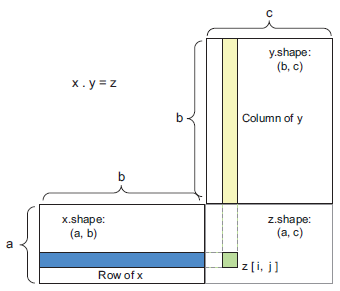 c
y.shape:
(b, c)
x . y = z
b
Column of y
b
x.shape:
(a, b)
z.shape:
(a, c)
a
z [ i, j ]
Row of x